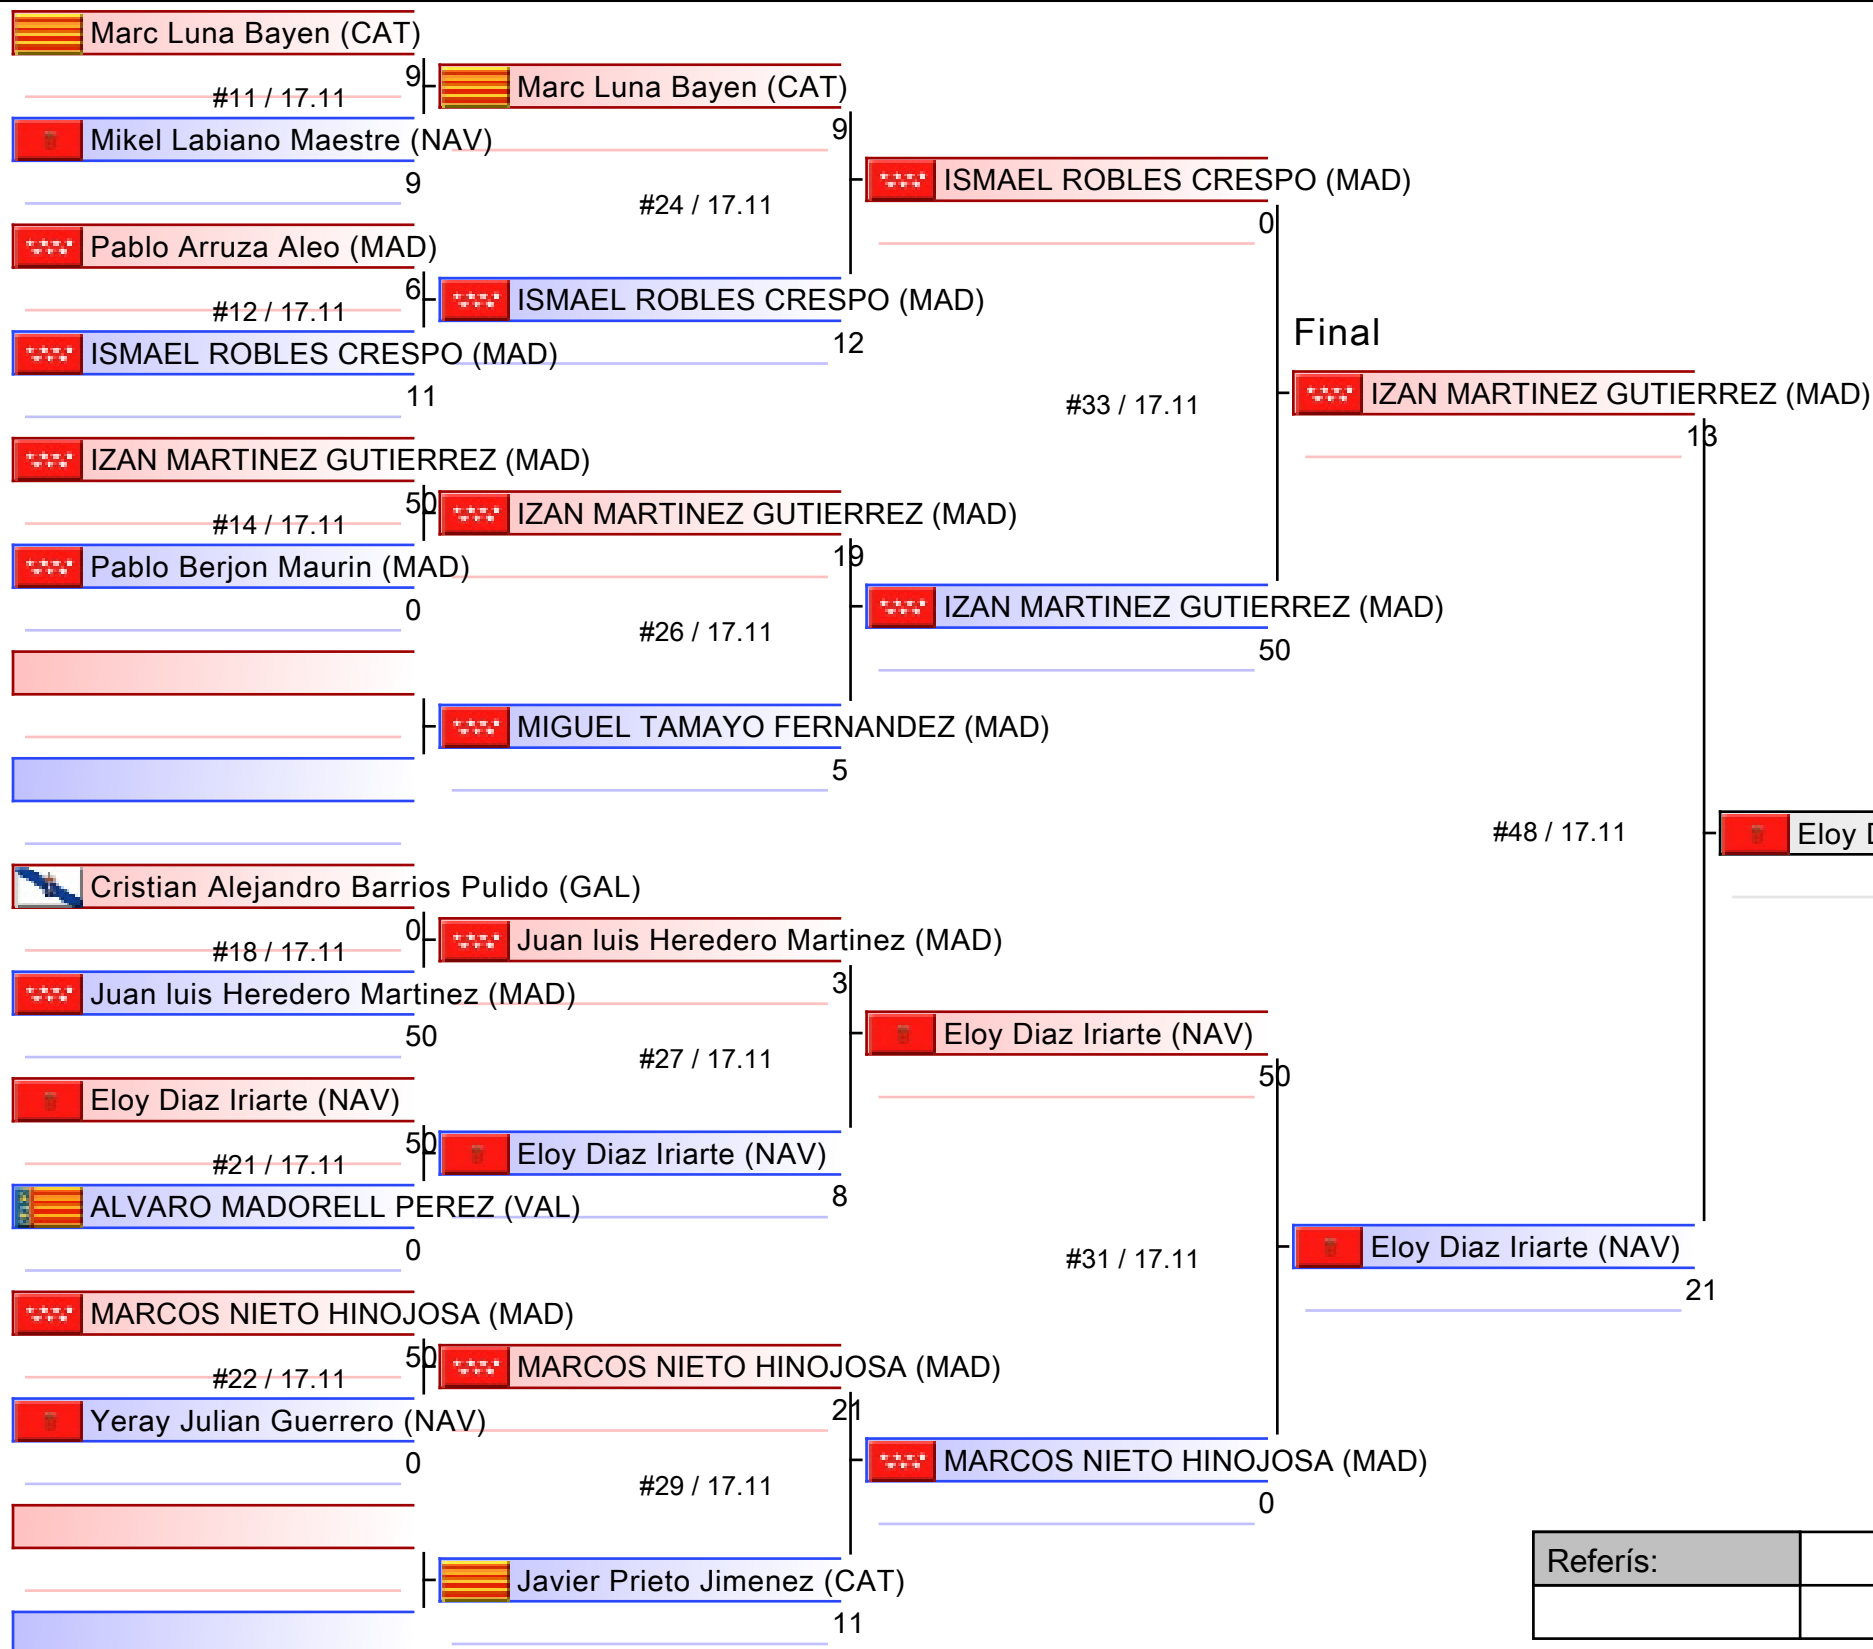 Marc Luna Bayen (CAT)
9
#11 / 17.11
Mikel Labiano Maestre (NAV)
9
Pablo Arruza Aleo (MAD)
6
#12 / 17.11
ISMAEL ROBLES CRESPO (MAD)
11
IZAN MARTINEZ GUTIERREZ (MAD)
50
#14 / 17.11
Pablo Berjon Maurin (MAD)
0
Cristian Alejandro Barrios Pulido (GAL)
0
#18 / 17.11
Juan luis Heredero Martinez (MAD)
50
Eloy Diaz Iriarte (NAV)
50
#21 / 17.11
ALVARO MADORELL PEREZ (VAL)
0
MARCOS NIETO HINOJOSA (MAD)
50
#22 / 17.11
Yeray Julian Guerrero (NAV)
0
Marc Luna Bayen (CAT)
9
#24 / 17.11
ISMAEL ROBLES CRESPO (MAD)
12
IZAN MARTINEZ GUTIERREZ (MAD)
19
#26 / 17.11
MIGUEL TAMAYO FERNANDEZ (MAD)
5
Juan luis Heredero Martinez (MAD)
3
#27 / 17.11
Eloy Diaz Iriarte (NAV)
8
MARCOS NIETO HINOJOSA (MAD)
21
#29 / 17.11
Javier Prieto Jimenez (CAT)
11
ISMAEL ROBLES CRESPO (MAD)
0
#33 / 17.11
IZAN MARTINEZ GUTIERREZ (MAD)
50
Eloy Diaz Iriarte (NAV)
50
#31 / 17.11
MARCOS NIETO HINOJOSA (MAD)
0
Final
IZAN MARTINEZ GUTIERREZ (MAD)
13
#48 / 17.11
Eloy Diaz Iriarte (NAV)
21
Eloy
Referís: